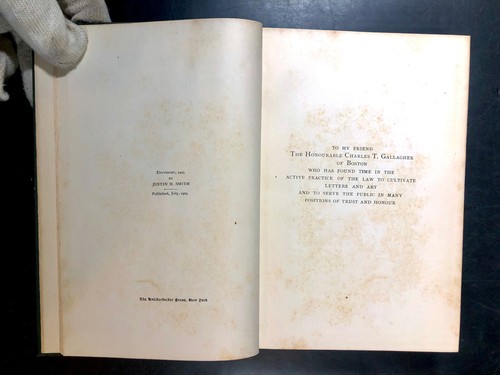 COPYRIGHT, 1903
BY
JUSTIN H. SMITH
Published, July, 1903
The Knickerbocker Press, New York
TO MY FRIEND
THE HONOURABLE CHARLES T. GALLAGHER
OF BOSTON
WHO HAS FOUND TIME IN THE
ACTIVE PRACTICE OF THE LAW TO CULTIVATE
LETTERS AND ART
AND TO SERVE THE PUBLIC IN MANY
POSITIONS OF TRUST AND HONOUR